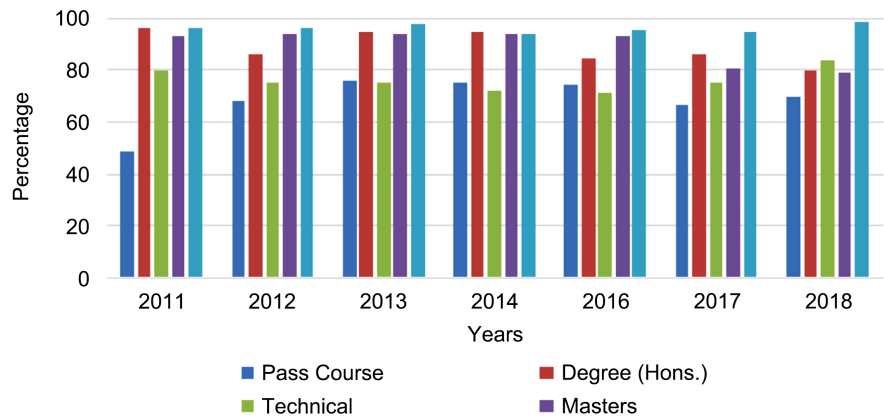 100
80
60
40
20
0
Percentage
2011 2012 2013 2014 2016 2017 2018
Years
Pass Course Degree (Hons.)
Technical Masters